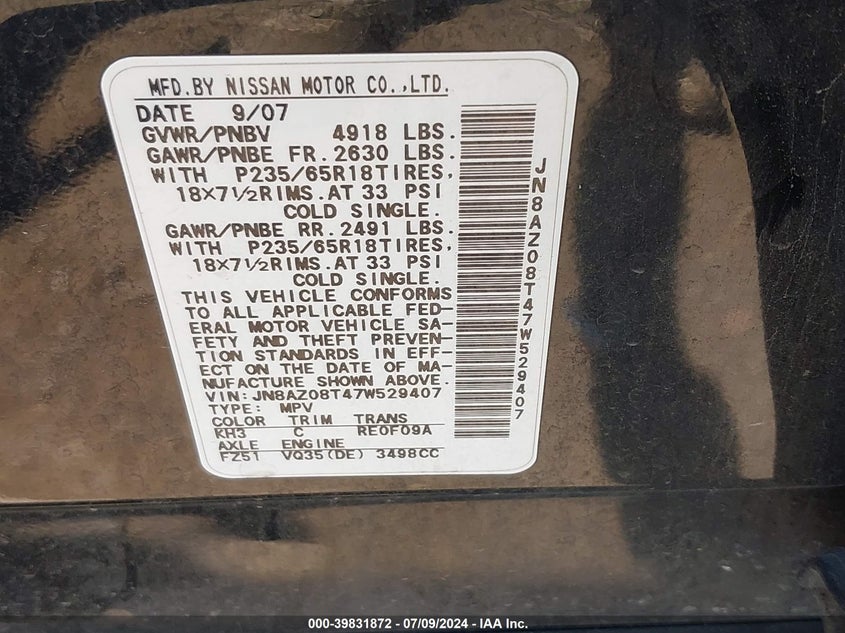 MFD.BY NISSAN MOTOR CO.,LTD.
DATE 9/07
GVWR/PNBV 4918 LBS.
GAWR/PNBE FR. 2630 LBS.
WITH P235/65R18TIRES,
18X7½RIMS.AT 33 PSI
COLD SINGLE.
GAWR/PNBE RR. 2491 LBS.
WITH P235/65R18TIRES,
18X7½RIMS.AT 33 PSI
COLD SINGLE.
THIS VEHICLE CONFORMS
TO ALL APPLICABLE FED-
ERAL MOTOR VEHICLE SA-
FETY AND THEFT PREVEN-
TION STANDARDS IN EFF-
ECT ON THE DATE OF MA-
NUFACTURE SHOWN ABOVE.
VIN: JN8AZ08T47W529407
TYPE: MPV
COLOR TRIM TRANS
KH3 C RE0F09A
AXLE ENGINE
FZ51 VQ35(DE) 3498CC
JN8AZ08T47W529407
000-39831872 - 07/09/2024 - IAA Inc.